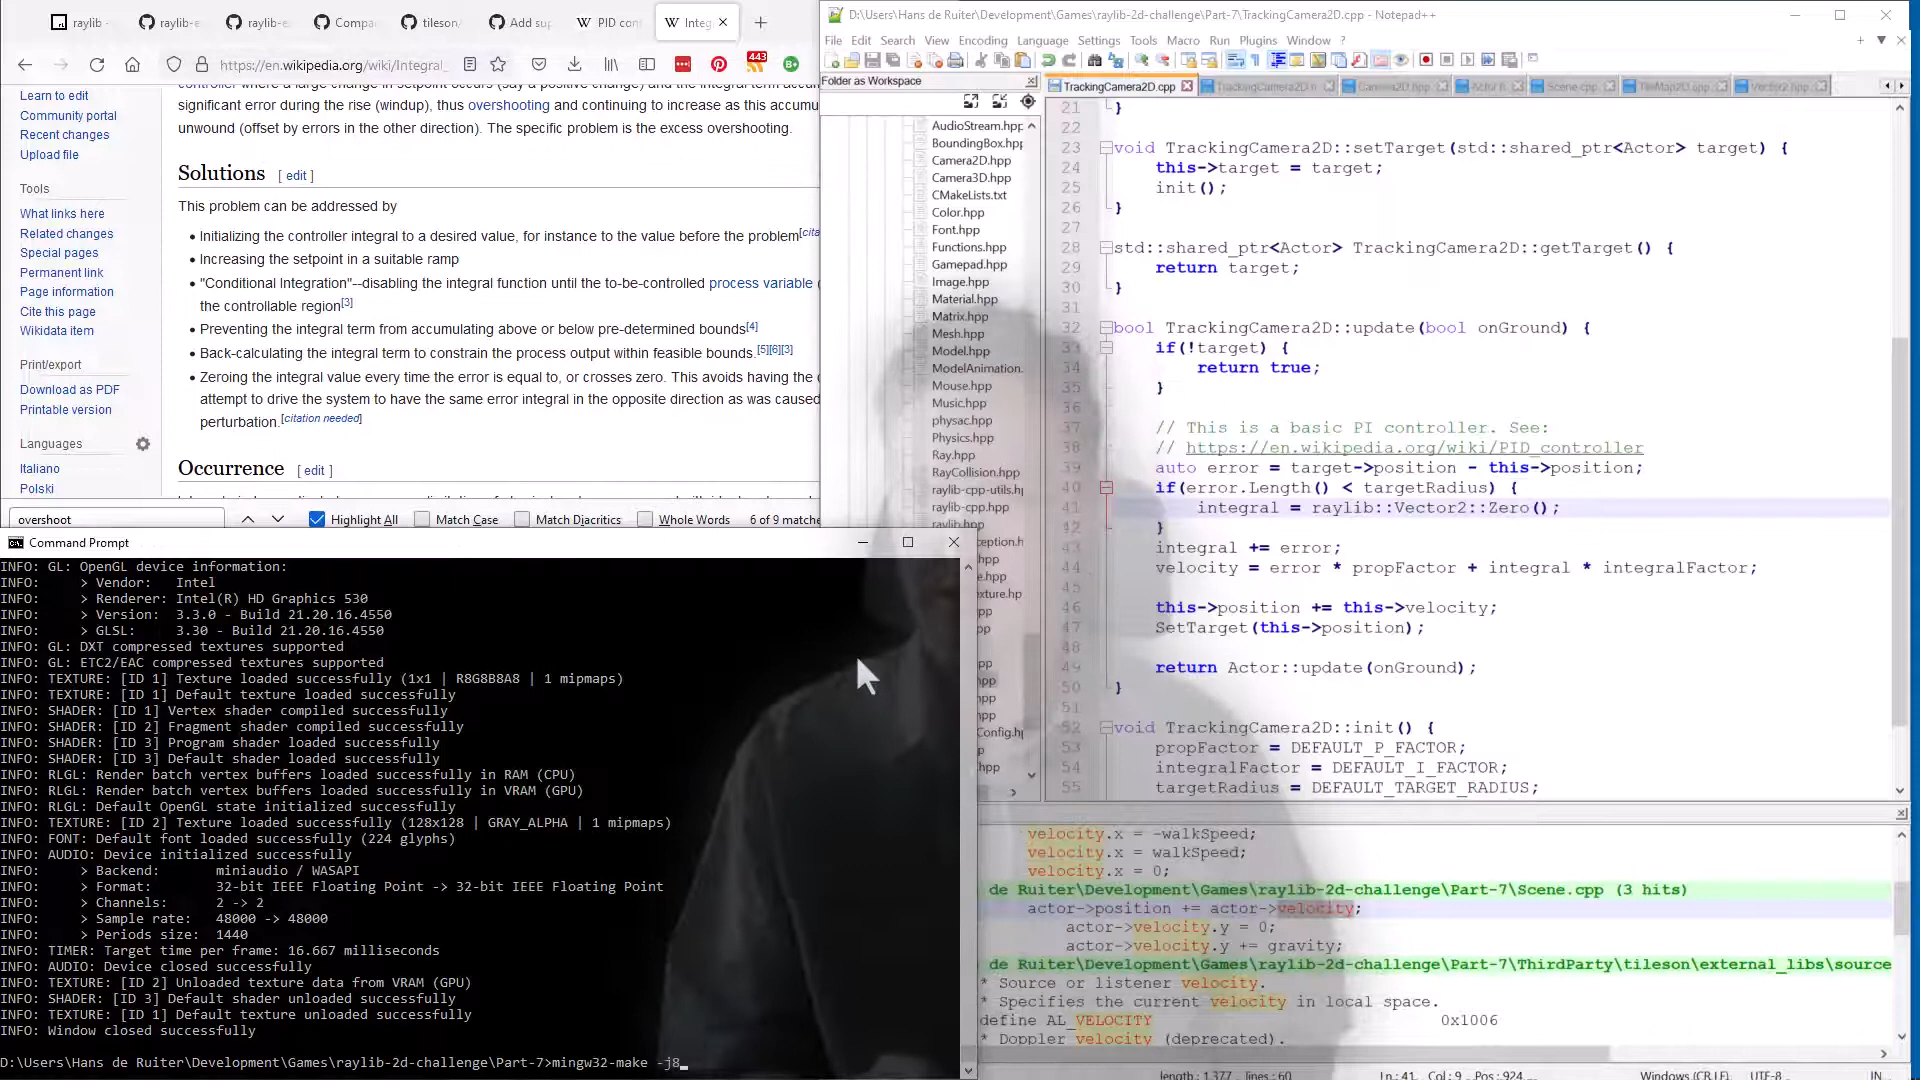 raylib -
raylib-e
raylib-e
Compa
tileson/
Add sup
PID con
Integ
https://en.wikipedia.org/wiki/Integral_
443
Learn to edit
Community portal
Recent changes
Upload file
Tools
What links here
Related changes
Special pages
Permanent link
Page information
Cite this page
Wikidata item
Print/export
Download as PDF
Printable version
Languages
Italiano
Polski
significant error during the rise (windup), thus overshooting and continuing to increase as this accumu
unwound (offset by errors in the other direction). The specific problem is the excess overshooting.
Solutions [ edit ]
This problem can be addressed by
Initializing the controller integral to a desired value, for instance to the value before the problem[cita
Increasing the setpoint in a suitable ramp
"Conditional Integration"--disabling the integral function until the to-be-controlled process variable (
the controllable region[3]
Preventing the integral term from accumulating above or below pre-determined bounds[4]
Back-calculating the integral term to constrain the process output within feasible bounds.[5][6][3]
Zeroing the integral value every time the error is equal to, or crosses zero. This avoids having the c
attempt to drive the system to have the same error integral in the opposite direction as was caused
perturbation.[citation needed]
Occurrence [ edit ]
overshoot
Highlight All
Match Case
Match Diacritics
Whole Words
6 of 9 matche
Command Prompt
INFO: GL: OpenGL device information:
INFO:     > Vendor:   Intel
INFO:     > Renderer: Intel(R) HD Graphics 530
INFO:     > Version:  3.3.0 - Build 21.20.16.4550
INFO:     > GLSL:     3.30 - Build 21.20.16.4550
INFO: GL: DXT compressed textures supported
INFO: GL: ETC2/EAC compressed textures supported
INFO: TEXTURE: [ID 1] Texture loaded successfully (1x1 | R8G8B8A8 | 1 mipmaps)
INFO: TEXTURE: [ID 1] Default texture loaded successfully
INFO: SHADER: [ID 1] Vertex shader compiled successfully
INFO: SHADER: [ID 2] Fragment shader compiled successfully
INFO: SHADER: [ID 3] Program shader loaded successfully
INFO: SHADER: [ID 3] Default shader loaded successfully
INFO: RLGL: Render batch vertex buffers loaded successfully in RAM (CPU)
INFO: RLGL: Render batch vertex buffers loaded successfully in VRAM (GPU)
INFO: RLGL: Default OpenGL state initialized successfully
INFO: TEXTURE: [ID 2] Texture loaded successfully (128x128 | GRAY_ALPHA | 1 mipmaps)
INFO: FONT: Default font loaded successfully (224 glyphs)
INFO: AUDIO: Device initialized successfully
INFO:     > Backend:       miniaudio / WASAPI
INFO:     > Format:        32-bit IEEE Floating Point -> 32-bit IEEE Floating Point
INFO:     > Channels:      2 -> 2
INFO:     > Sample rate:   48000 -> 48000
INFO:     > Periods size:  1440
INFO: TIMER: Target time per frame: 16.667 milliseconds
INFO: AUDIO: Device closed successfully
INFO: TEXTURE: [ID 2] Unloaded texture data from VRAM (GPU)
INFO: SHADER: [ID 3] Default shader unloaded successfully
INFO: TEXTURE: [ID 1] Default texture unloaded successfully
INFO: Window closed successfully
D:\Users\Hans de Ruiter\Development\Games\raylib-2d-challenge\Part-7>mingw32-make -j8_
D:\Users\Hans de Ruiter\Development\Games\raylib-2d-challenge\Part-7\TrackingCamera2D.cpp - Notepad++
File Edit Search View Encoding Language Settings Tools Macro Run Plugins Window ?
Folder as Workspace
AudioStream.hpp
BoundingBox.hpp
Camera2D.hpp
Camera3D.hpp
CMakeLists.txt
Color.hpp
Font.hpp
Functions.hpp
Gamepad.hpp
Image.hpp
Material.hpp
Matrix.hpp
Mesh.hpp
Model.hpp
ModelAnimation.
Mouse.hpp
Music.hpp
physac.hpp
Physics.hpp
Ray.hpp
RayCollision.hpp
raylib-cpp-utils.hp
raylib-cpp.hpp
raylib.hpp
TrackingCamera2D.cpp
Scene.cpp
21 }
22
23 void TrackingCamera2D::setTarget(std::shared_ptr<Actor> target) {
24 this->target = target;
25 init();
26 }
27
28 std::shared_ptr<Actor> TrackingCamera2D::getTarget() {
29 return target;
30 }
31
32 bool TrackingCamera2D::update(bool onGround) {
33 if(!target) {
34 return true;
35 }
36
37 // This is a basic PI controller. See:
38 // https://en.wikipedia.org/wiki/PID_controller
39 auto error = target->position - this->position;
40 if(error.Length() < targetRadius) {
41 integral = raylib::Vector2::Zero();
42 }
43 integral += error;
44 velocity = error * propFactor + integral * integralFactor;
46 this->position += this->velocity;
47 SetTarget(this->position);
48
49 return Actor::update(onGround);
50 }
51
52 void TrackingCamera2D::init() {
53 propFactor = DEFAULT_P_FACTOR;
54 integralFactor = DEFAULT_I_FACTOR;
55 targetRadius = DEFAULT_TARGET_RADIUS;
velocity.x = -walkSpeed;
velocity.x = walkSpeed;
velocity.x = 0;
de Ruiter\Development\Games\raylib-2d-challenge\Part-7\Scene.cpp (3 hits)
actor->position += actor->velocity;
actor->velocity.y = 0;
actor->velocity.y += gravity;
de Ruiter\Development\Games\raylib-2d-challenge\Part-7\ThirdParty\tileson\external_libs\source
* Source or listener velocity.
* Specifies the current velocity in local space.
define AL_VELOCITY 0x1006
* Doppler velocity (deprecated).
length : 1,377 lines : 60
Ln : 41 Col : 9 Pos : 924
Windows (CR LF)
UTF-8
IN